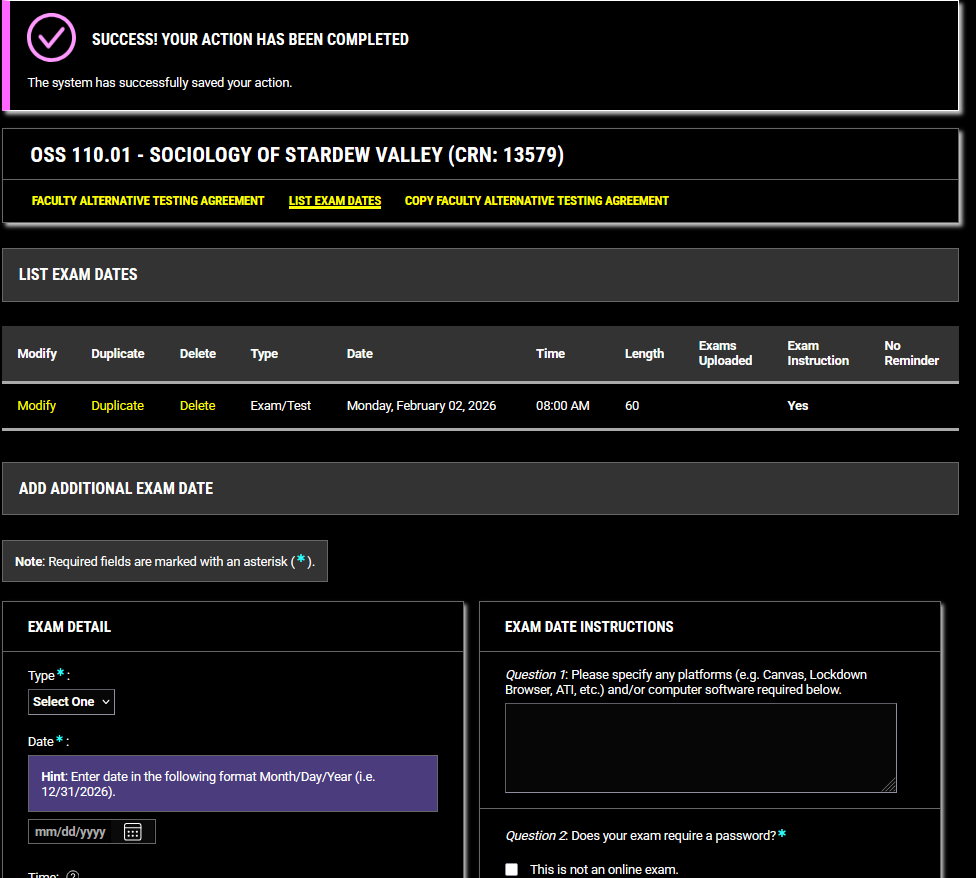 SUCCESS! YOUR ACTION HAS BEEN COMPLETED
The system has successfully saved your action.
OSS 110.01 - SOCIOLOGY OF STARDEW VALLEY (CRN: 13579)
FACULTY ALTERNATIVE TESTING AGREEMENT LIST EXAM DATES COPY FACULTY ALTERNATIVE TESTING AGREEMENT
LIST EXAM DATES
Modify Duplicate Delete Type Date Time Length Exams Uploaded Exam Instruction No Reminder
Modify Duplicate Delete Exam/Test Monday, February 02, 2026 08:00 AM 60 Yes
ADD ADDITIONAL EXAM DATE
Note: Required fields are marked with an asterisk (*).
EXAM DETAIL
Type* :
Select One
Date* :
Hint: Enter date in the following format Month/Day/Year (i.e.
12/31/2026).
mm/dd/yyyy
Time: ?
EXAM DATE INSTRUCTIONS
Question 1: Please specify any platforms (e.g. Canvas, Lockdown
Browser, ATI, etc.) and/or computer software required below.
Question 2: Does your exam require a password?*
This is not an online exam.